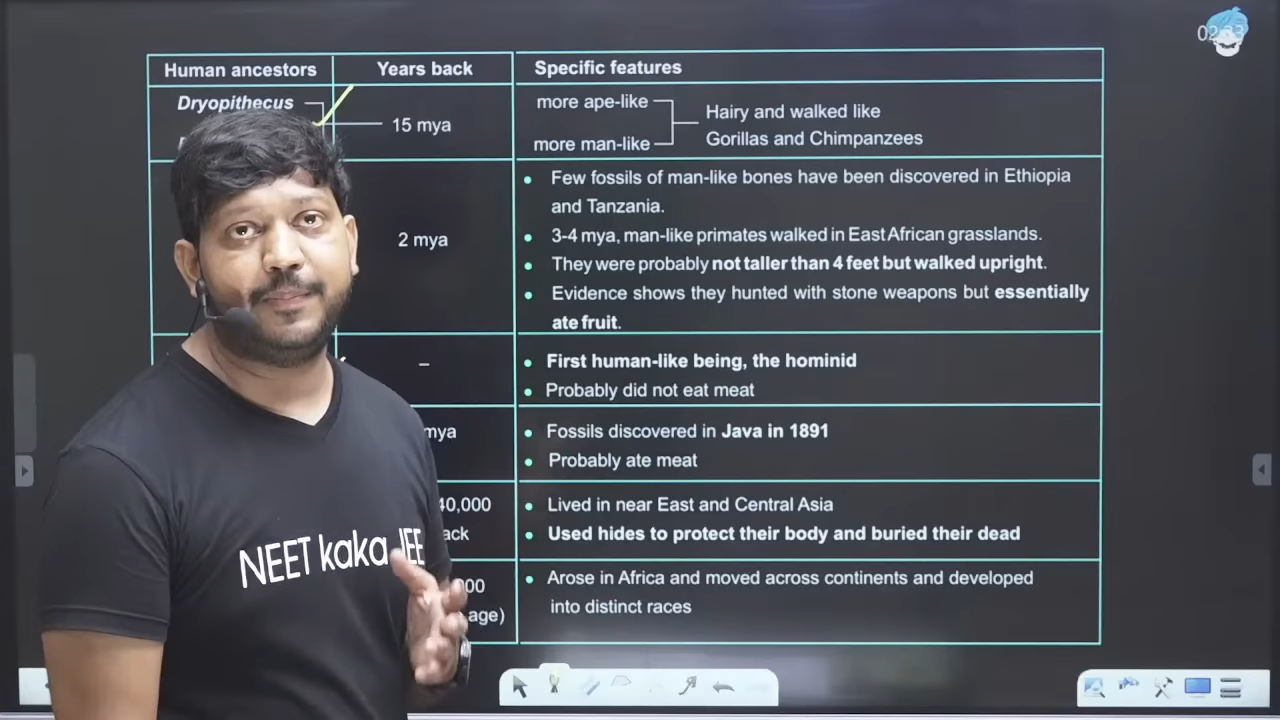 02:33
Human ancestors Years back Specific features
Dryopithecus
15 mya
more ape-like
more man-like
Hairy and walked like
Gorillas and Chimpanzees
2 mya
• Few fossils of man-like bones have been discovered in Ethiopia
and Tanzania.
• 3-4 mya, man-like primates walked in East African grasslands.
• They were probably not taller than 4 feet but walked upright.
• Evidence shows they hunted with stone weapons but essentially
ate fruit.
–
• First human-like being, the hominid
• Probably did not eat meat
mya
• Fossils discovered in Java in 1891
• Probably ate meat
40,000
ack
• Lived in near East and Central Asia
• Used hides to protect their body and buried their dead
000
age)
• Arose in Africa and moved across continents and developed
into distinct races
NEET kaka JEE